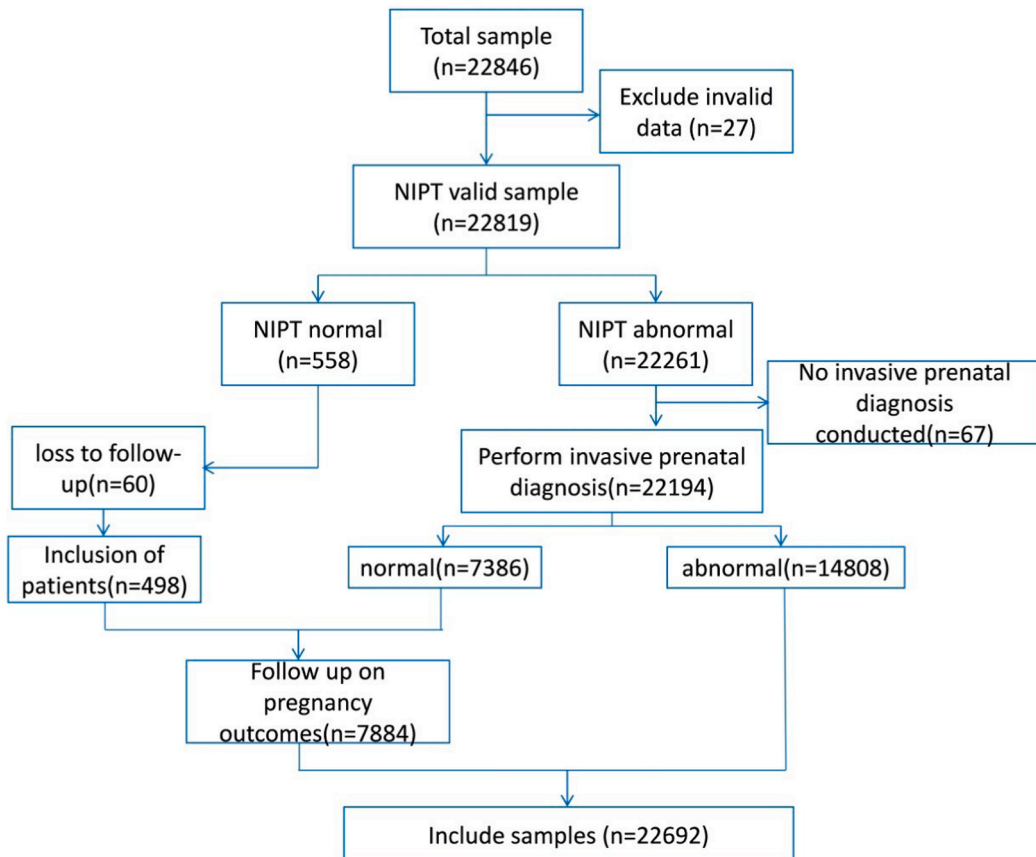 Total sample
(n=22846)
Exclude invalid
data (n=27)
NIPT valid sample
(n=22819)
NIPT normal
(n=558)
NIPT abnormal
(n=22261)
No invasive prenatal
diagnosis
conducted(n=67)
loss to follow-
up(n=60)
Perform invasive prenatal
diagnosis(n=22194)
Inclusion of
patients(n=498)
normal(n=7386)
abnormal(n=14808)
Follow up on
pregnancy
outcomes(n=7884)
Include samples (n=22692)